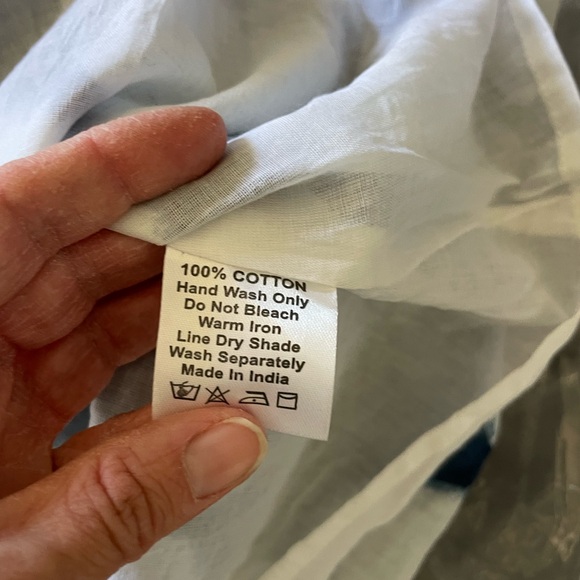 100% COTTON
Hand Wash Only
Do Not Bleach
Warm Iron
Line Dry Shade
Wash Separately
Made In India